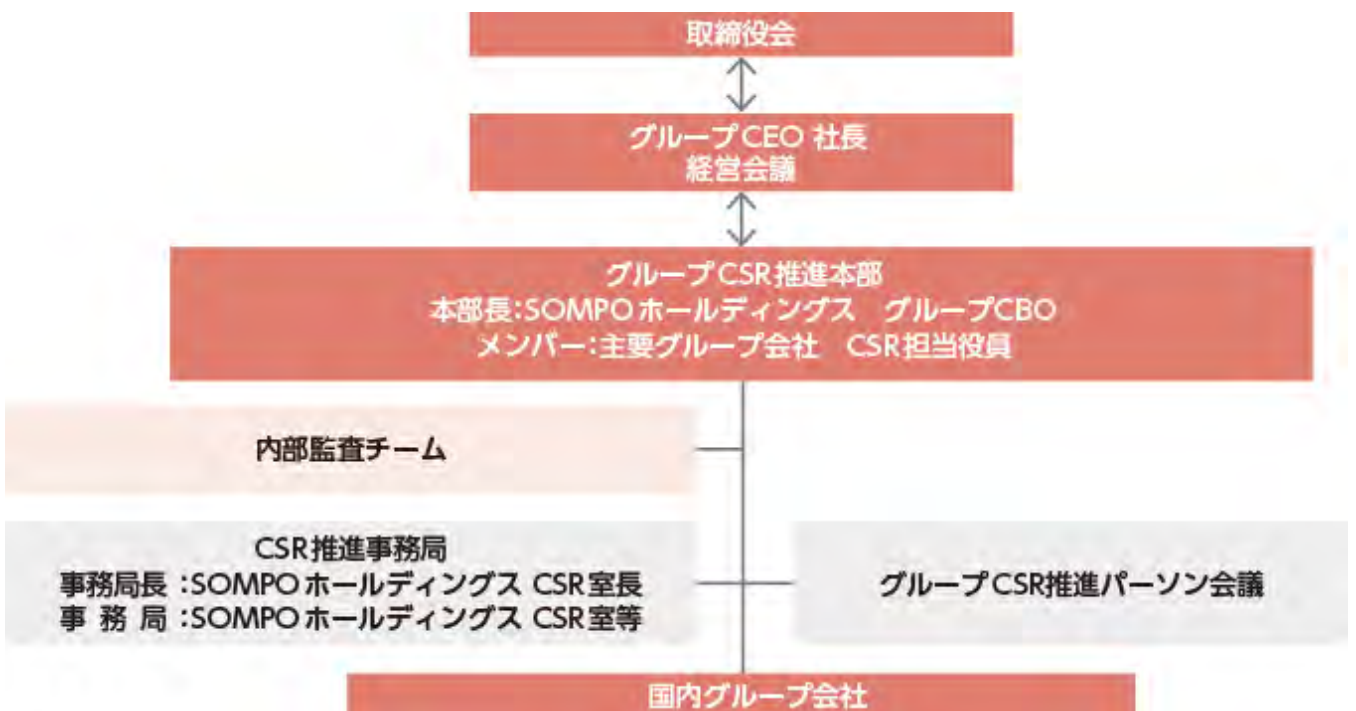 取締役会
グループCEO 社長
経営会議
グループCSR推進本部
本部長:SOMPOホールディングス グループCBO
メンバー:主要グループ会社 CSR担当役員
内部監査チーム
CSR推進事務局
事務局長:SOMPOホールディングス CSR室長
事 務 局:SOMPOホールディングス CSR室等
グループCSR推進パーソン会議
国内グループ会社